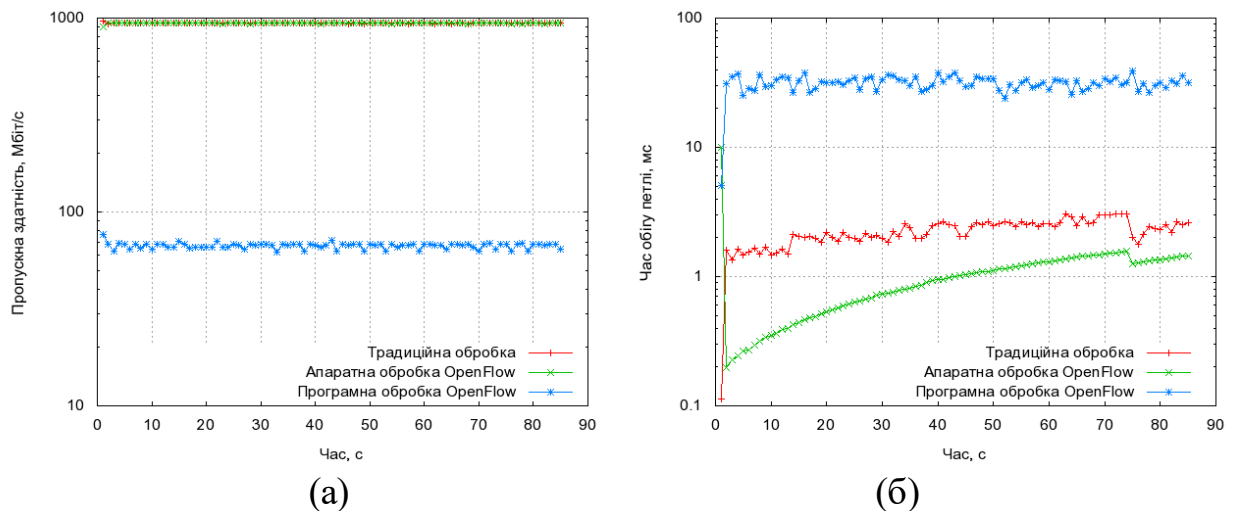 1000
100
10
Пропускна здатність, Мбіт/с
Традиційна обробка
Апаратна обробка OpenFlow
Програмна обробка OpenFlow
0 10 20 30 40 50 60 70 80 90
Час, с
(а)
100
10
1
0.1
Час обігу петлі, мс
Традиційна обробка
Апаратна обробка OpenFlow
Програмна обробка OpenFlow
0 10 20 30 40 50 60 70 80 90
Час, с
(б)